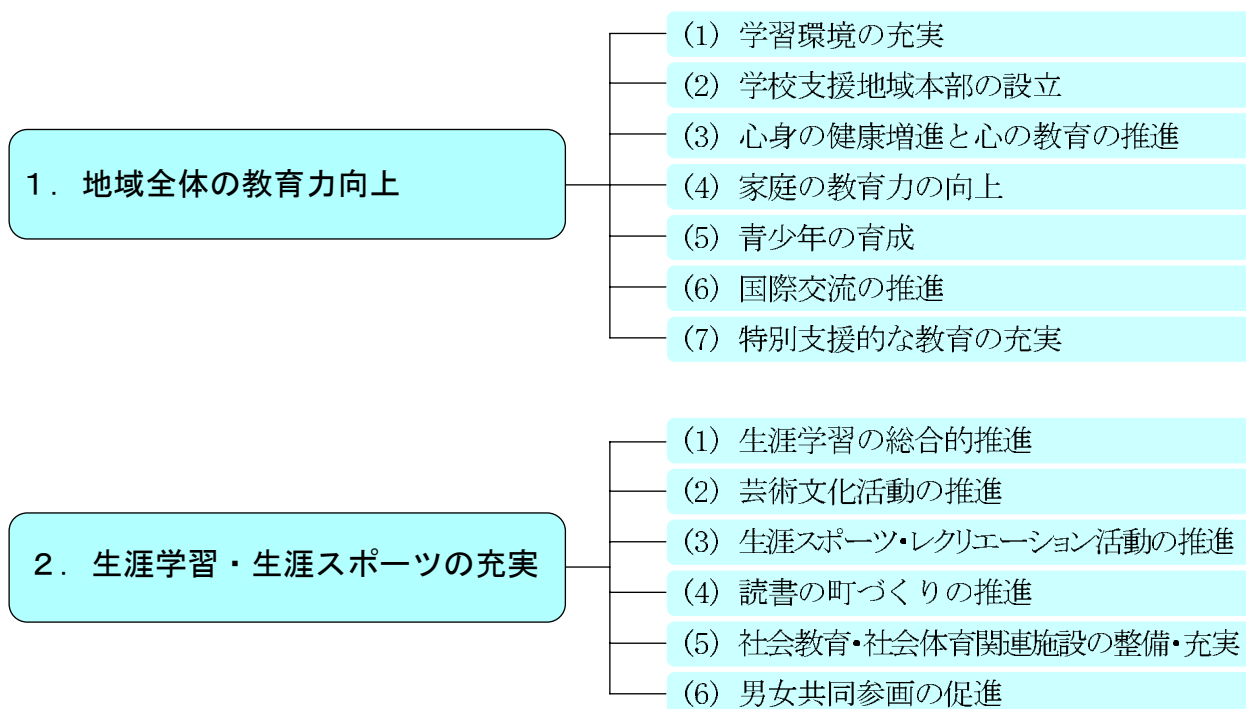 1．地域全体の教育力向上
(1) 学習環境の充実
(2) 学校支援地域本部の設立
(3) 心身の健康増進と心の教育の推進
(4) 家庭の教育力の向上
(5) 青少年の育成
(6) 国際交流の推進
(7) 特別支援的な教育の充実
2．生涯学習・生涯スポーツの充実
(1) 生涯学習の総合的推進
(2) 芸術文化活動の推進
(3) 生涯スポーツ・レクリエーション活動の推進
(4) 読書の町づくりの推進
(5) 社会教育・社会体育関連施設の整備・充実
(6) 男女共同参画の促進